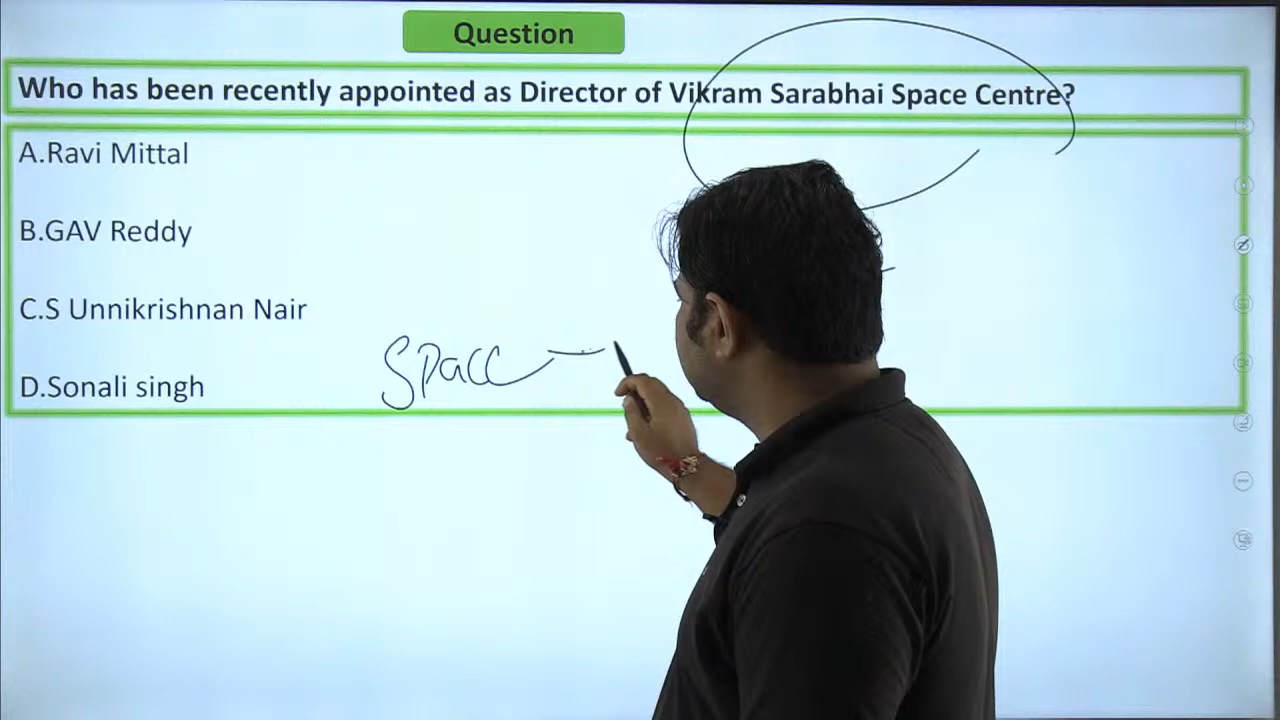 Question
Who has been recently appointed as Director of Vikram Sarabhai Space Centre?
A.Ravi Mittal
B.GAV Reddy
C.S Unnikrishnan Nair
D.Sonali singh
Space